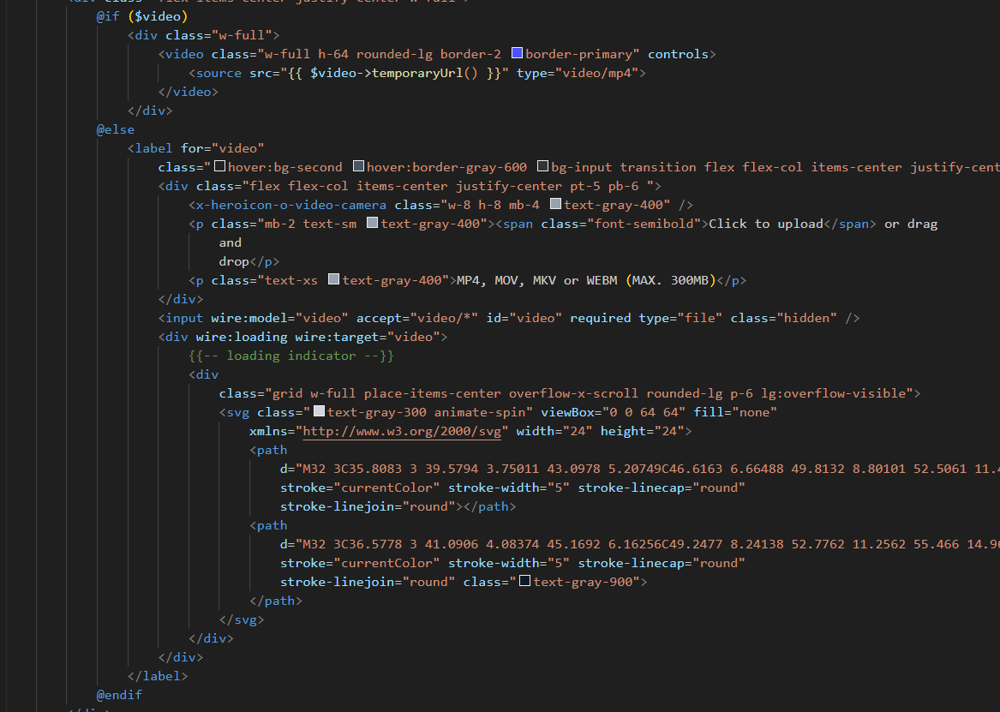 <div class="flex items-center justify-center w-full">
@if ($video)
<div class="w-full">
<video class="w-full h-64 rounded-lg border-2 border-primary" controls>
<source src="{{ $video->temporaryUrl() }}" type="video/mp4">
</video>
</div>
@else
<label for="video"
class="hover:bg-second hover:border-gray-600 bg-input transition flex flex-col items-center justify-cent
<div class="flex flex-col items-center justify-center pt-5 pb-6 ">
<x-heroicon-o-video-camera class="w-8 h-8 mb-4 text-gray-400" />
<p class="mb-2 text-sm text-gray-400"><span class="font-semibold">Click to upload</span> or drag
and
drop</p>
<p class="text-xs text-gray-400">MP4, MOV, MKV or WEBM (MAX. 300MB)</p>
</div>
<input wire:model="video" accept="video/*" id="video" required type="file" class="hidden" />
<div wire:loading wire:target="video">
{{-- loading indicator --}}
<div
class="grid w-full place-items-center overflow-x-scroll rounded-lg p-6 lg:overflow-visible">
<svg class="text-gray-300 animate-spin" viewBox="0 0 64 64" fill="none"
xmlns="http://www.w3.org/2000/svg" width="24" height="24">
<path
d="M32 3C35.8083 3 39.5794 3.75011 43.0978 5.20749C46.6163 6.66488 49.8132 8.80101 52.5061 11.4
stroke="currentColor" stroke-width="5" stroke-linecap="round"
stroke-linejoin="round"></path>
<path
d="M32 3C36.5778 3 41.0906 4.08374 45.1692 6.16256C49.2477 8.24138 52.7762 11.2562 55.466 14.96
stroke="currentColor" stroke-width="5" stroke-linecap="round"
stroke-linejoin="round" class="text-gray-900">
</path>
</svg>
</div>
</div>
</label>
@endif